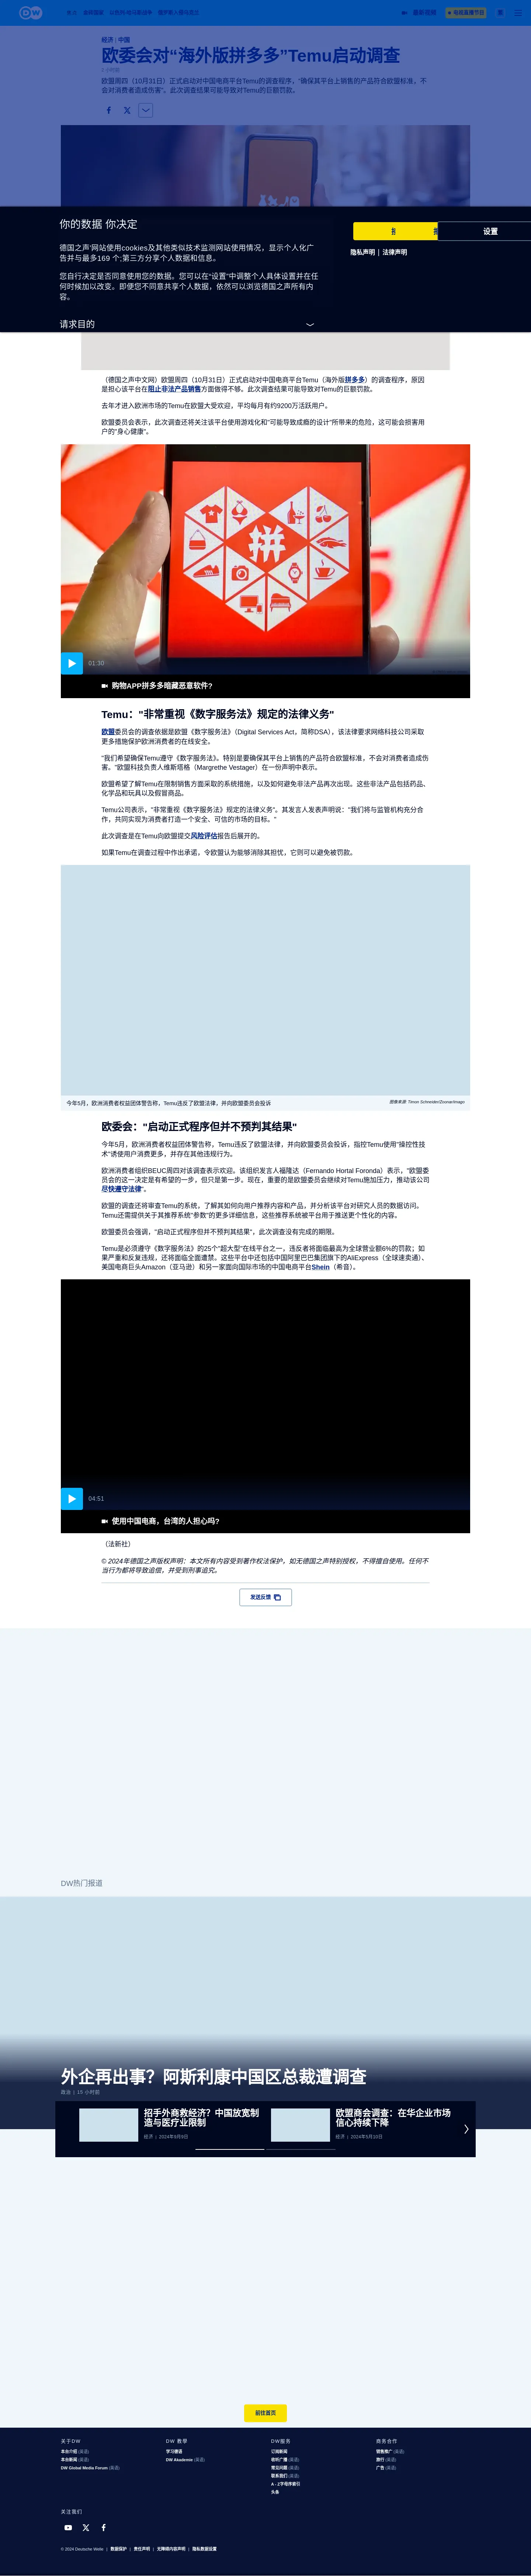 DW
最新视频
电视直播节目
经济 | 中国
欧委会对“海外版拼多多”Temu启动调查
欧盟周四（10月31日）正式启动对中国电商平台Temu的调查程序，"确保其平台上销售的产品符合欧盟标准，不
会对消费者造成伤害"。此次调查结果可能导致对Temu的巨额罚款。
你的数据 你决定
设置
隐私声明 | 法律声明
德国之声'网站使用cookies及其他类似技术监测网站使用情况，显示个人化广
告并与最多169 个;第三方分享个人数据和信息。
您自行决定是否同意使用您的数据。您可以在“设置”中调整个人具体设置并在任
何时候加以改变。即便您不同意共享个人数据，依然可以浏览德国之声所有内
容。
请求目的
（德国之声中文网）欧盟周四（10月31日）正式启动对中国电商平台Temu（海外版拼多多）的调查程序，原因
是担心该平台在阻止非法产品销售方面做得不够。此次调查结果可能导致对Temu的巨额罚款。
去年才进入欧洲市场的Temu在欧盟大受欢迎，平均每月有约9200万活跃用户。
欧盟委员会表示，此次调查还将关注该平台使用游戏化和"可能导致成瘾的设计"所带来的危险，这可能会损害用
户的"身心健康"。
拼
01:30
购物APP拼多多暗藏恶意软件?
Temu："非常重视《数字服务法》规定的法律义务"
欧盟委员会的调查依据是欧盟《数字服务法》（Digital Services Act，简称DSA），该法律要求网络科技公司采取
更多措施保护欧洲消费者的在线安全。
"我们希望确保Temu遵守《数字服务法》。特别是要确保其平台上销售的产品符合欧盟标准，不会对消费者造成伤
害。"欧盟科技负责人维斯塔格（Margrethe Vestager）在一份声明中表示。
欧盟希望了解Temu在限制销售方面采取的系统措施，以及如何避免非法产品再次出现。这些非法产品包括药品、
化学品和玩具以及假冒商品。
Temu公司表示，"非常重视《数字服务法》规定的法律义务"。其发言人发表声明说："我们将与监管机构充分合
作，共同实现为消费者打造一个安全、可信的市场的目标。"
此次调查是在Temu向欧盟提交风险评估报告后展开的。
如果Temu在调查过程中作出承诺，令欧盟认为能够消除其担忧，它则可以避免被罚款。
今年5月，欧洲消费者权益团体警告称，Temu违反了欧盟法律，并向欧盟委员会投诉
图像来源 Timon Schneider/Zoonar/Imago
欧委会："启动正式程序但并不预判其结果"
今年5月，欧洲消费者权益团体警告称，Temu违反了欧盟法律，并向欧盟委员会投诉，指控Temu使用"操控性技
术"诱使用户消费更多，并存在其他违规行为。
欧洲消费者组织BEUC周四对该调查表示欢迎。该组织发言人福隆达（Fernando Hortal Foronda）表示，"欧盟委
员会的这一决定是有希望的一步，但只是第一步。现在，重要的是欧盟委员会继续对Temu施加压力，推动该公司
尽快遵守法律"。
欧盟的调查还将审查Temu的系统，了解其如何向用户推荐内容和产品，并分析该平台对研究人员的数据访问。
Temu还需提供关于其推荐系统"参数"的更多详细信息，这些推荐系统被平台用于推送更个性化的内容。
欧盟委员会强调，"启动正式程序但并不预判其结果"，此次调查没有完成的期限。
Temu是必须遵守《数字服务法》的25个"超大型"在线平台之一，违反者将面临最高为全球营业额6%的罚款；如
果严重和反复违规，还将面临全面遭禁。这些平台中还包括中国阿里巴巴集团旗下的AliExpress（全球速卖通）、
美国电商巨头Amazon（亚马逊）和另一家面向国际市场的中国电商平台Shein（希音）。
04:51
使用中国电商，台湾的人担心吗?
（法新社）
© 2024年德国之声版权声明：本文所有内容受到著作权法保护，如无德国之声特别授权，不得擅自使用。任何不
当行为都将导致追偿，并受到刑事追究。
发送反馈
DW热门报道
外企再出事？阿斯利康中国区总裁遭调查
政治 | 15 小时前
招手外商救经济？中国放宽制
造与医疗业限制
经济 | 2024年9月9日
欧盟商会调查：在华企业市场
信心持续下降
经济 | 2024年5月10日
前往首页
关于DW
本台介绍 (英语)
本台新闻 (英语)
DW Global Media Forum (英语)
DW 教学
学习德语
DW Akademie (英语)
DW服务
订阅新闻
收听广播 (英语)
常见问题 (英语)
联系我们 (英语)
A - Z字母序索引
头条
商务合作
销售推广 (英语)
旅行 (英语)
广告 (英语)
关注我们
© 2024 Deutsche Welle | 数据保护 | 责任声明 | 无障碍内容声明 | 隐私数据设置